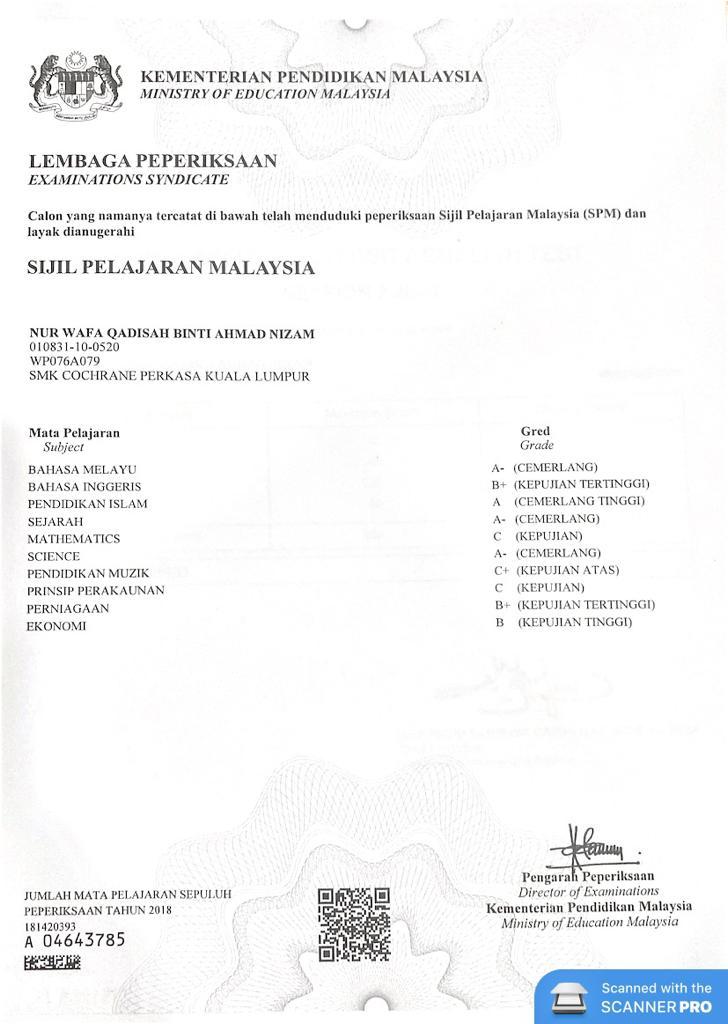 KEMENTERIAN PENDIDIKAN MALAYSIA
MINISTRY OF EDUCATION MALAYSIA
LEMBAGA PEPERIKSAAN
EXAMINATIONS SYNDICATE
Calon yang namanya tercatat di bawah telah menduduki peperiksaan Sijil Pelajaran Malaysia (SPM) dan
layak dianugerahi
SIJIL PELAJARAN MALAYSIA
NUR WAFA QADISAH BINTI AHMAD NIZAM
010831-10-0520
WP076A079
SMK COCHRANE PERKASA KUALA LUMPUR
Mata Pelajaran Gred
Subject Grade
BAHASA MELAYU A- (CEMERLANG)
BAHASA INGGERIS B+ (KEPUJIAN TERTINGGI)
PENDIDIKAN ISLAM A (CEMERLANG TINGGI)
SEJARAH A- (CEMERLANG)
MATHEMATICS C (KEPUJIAN)
SCIENCE A- (CEMERLANG)
PENDIDIKAN MUZIK C+ (KEPUJIAN ATAS)
PRINSIP PERAKAUNAN C (KEPUJIAN)
PERNIAGAAN B+ (KEPUJIAN TERTINGGI)
EKONOMI B (KEPUJIAN TINGGI)
Pengarah Peperiksaan
Director of Examinations
Kementerian Pendidikan Malaysia
Ministry of Education Malaysia
JUMLAH MATA PELAJARAN SEPULUH
PEPERIKSAAN TAHUN 2018
181420393
A 04643785
Scanned with the
SCANNER PRO